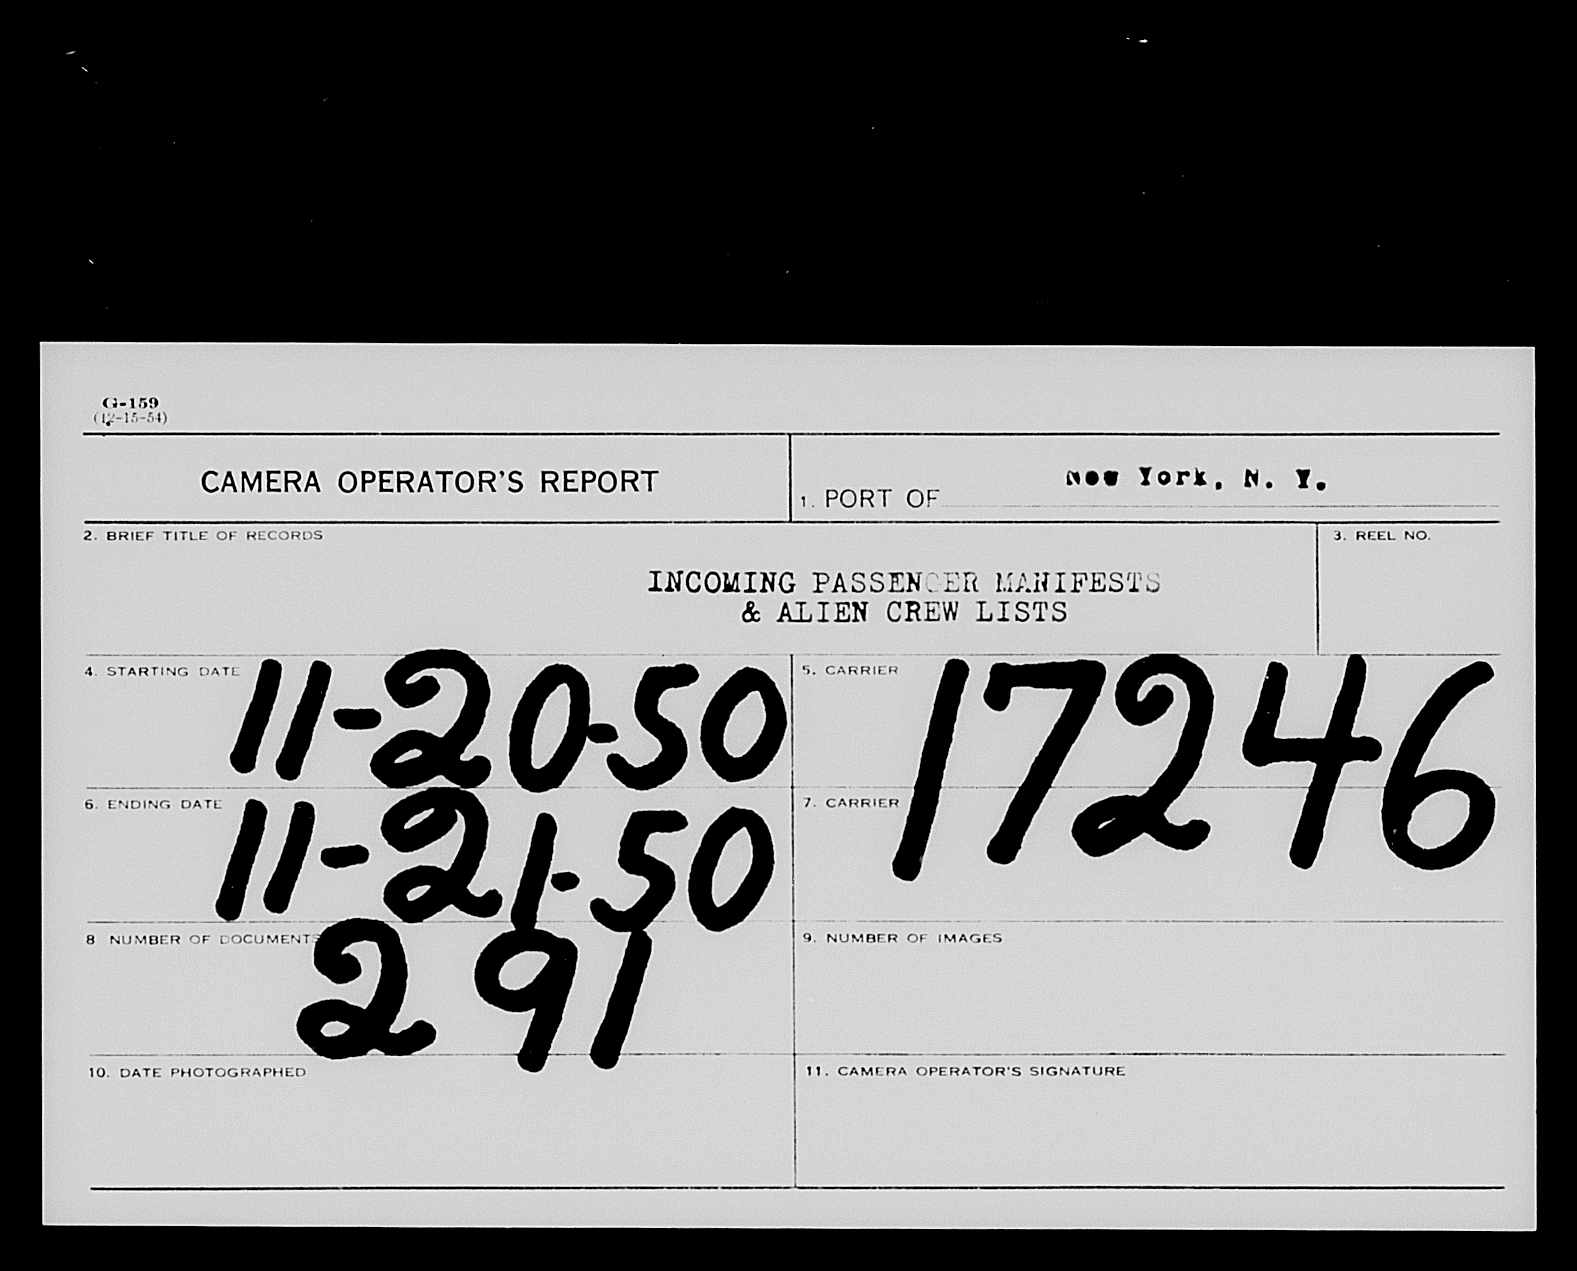 G-159
(12-15-54)
CAMERA OPERATOR'S REPORT
1. PORT OF New York, N. Y.
2. BRIEF TITLE OF RECORDS
3. REEL NO.
INCOMING PASSENGER MANIFESTS
& ALIEN CREW LISTS
4. STARTING DATE 11-20-50
5. CARRIER 17246
6. ENDING DATE 11-21-50
7. CARRIER
8 NUMBER OF DOCUMENTS 291
9. NUMBER OF IMAGES
10. DATE PHOTOGRAPHED
11. CAMERA OPERATOR'S SIGNATURE